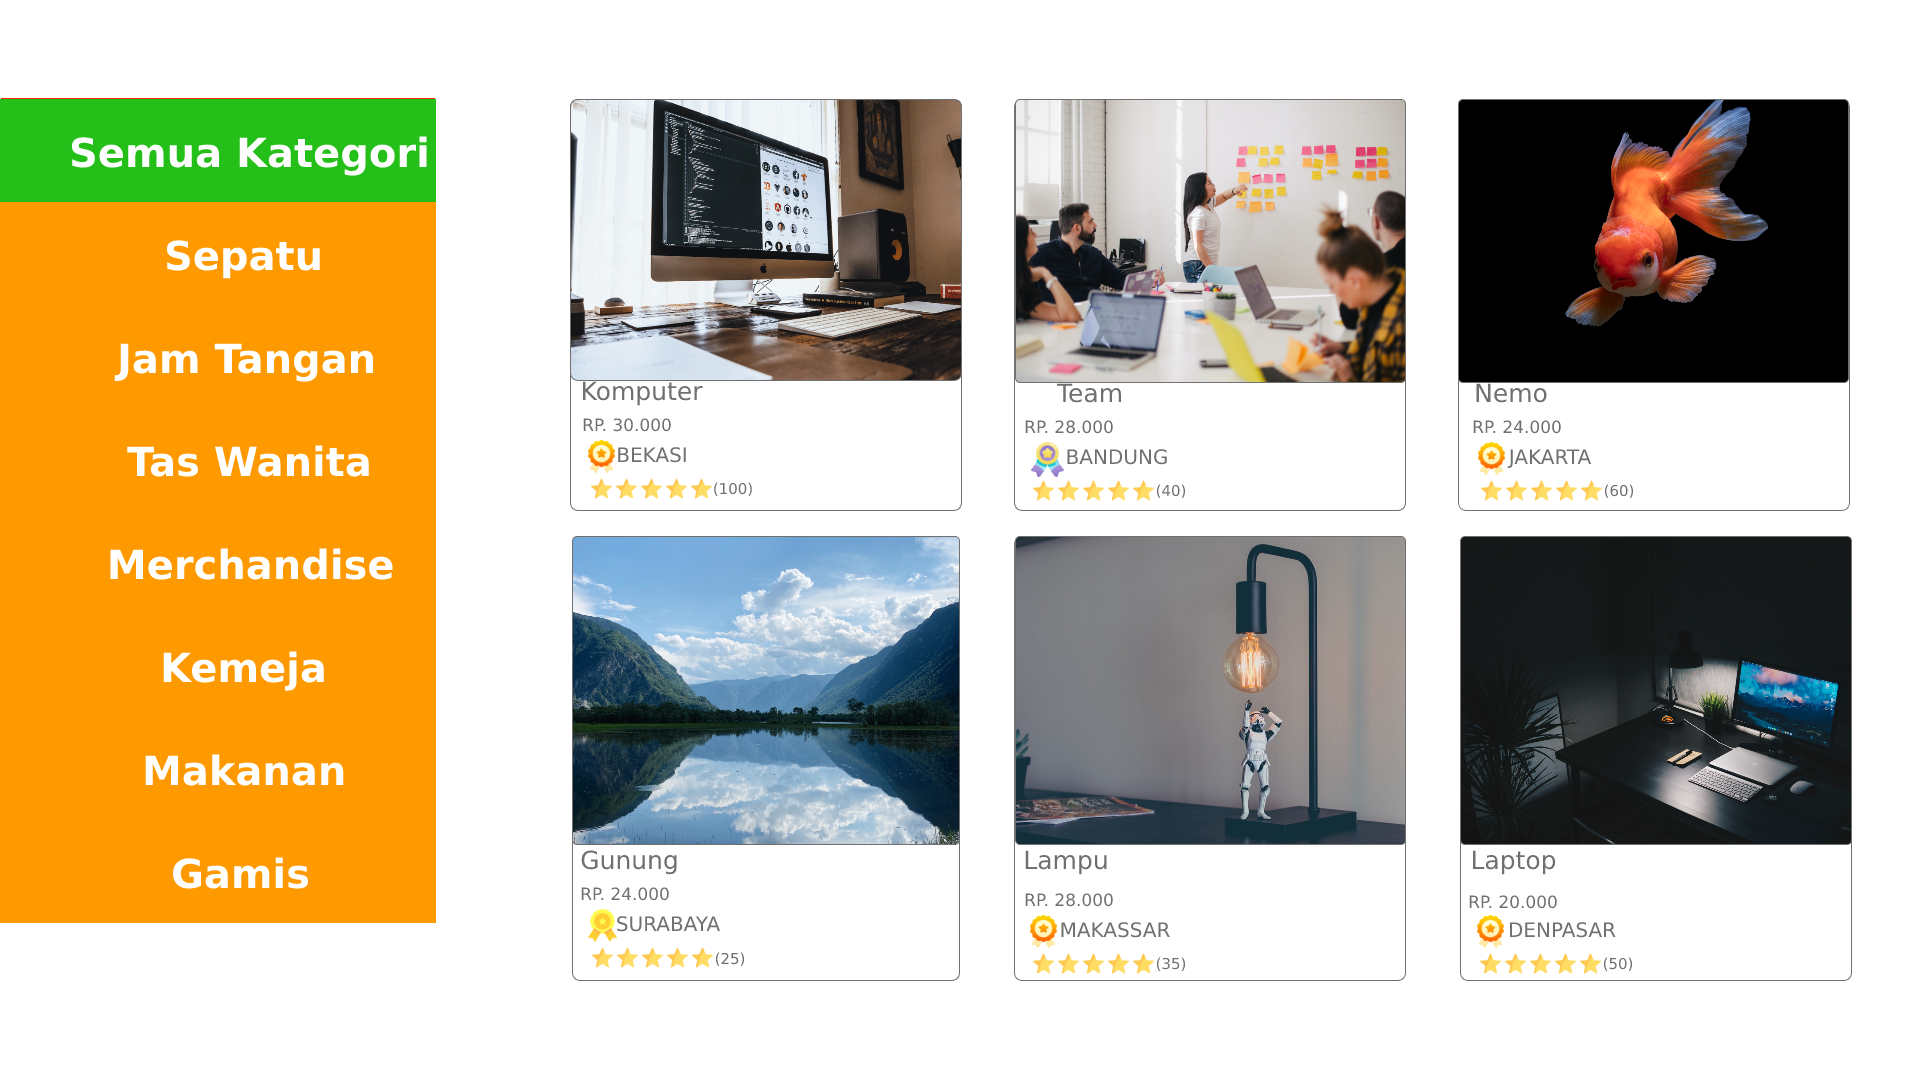 Semua Kategori
Sepatu
Jam Tangan
Tas Wanita
Merchandise
Kemeja
Makanan
Gamis
Komputer
RP. 30.000
BEKASI
(100)
Team
RP. 28.000
BANDUNG
(40)
Nemo
RP. 24.000
JAKARTA
(60)
Gunung
RP. 24.000
SURABAYA
(25)
Lampu
RP. 28.000
MAKASSAR
(35)
Laptop
RP. 20.000
DENPASAR
(50)